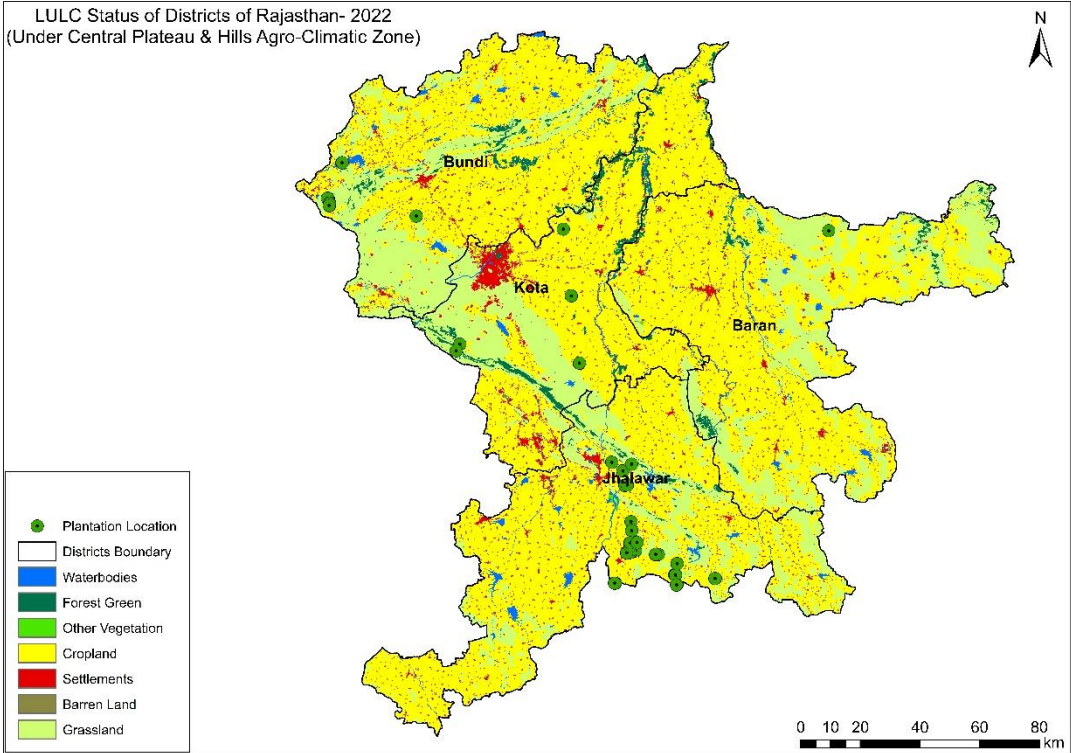 LULC Status of Districts of Rajasthan- 2022
(Under Central Plateau & Hills Agro-Climatic Zone)
N
Bundi
Kota
Baran
Jhalawar
Plantation Location
Districts Boundary
Waterbodies
Forest Green
Other Vegetation
Cropland
Settlements
Barren Land
Grassland
0 5 10 20 40 60 80
km